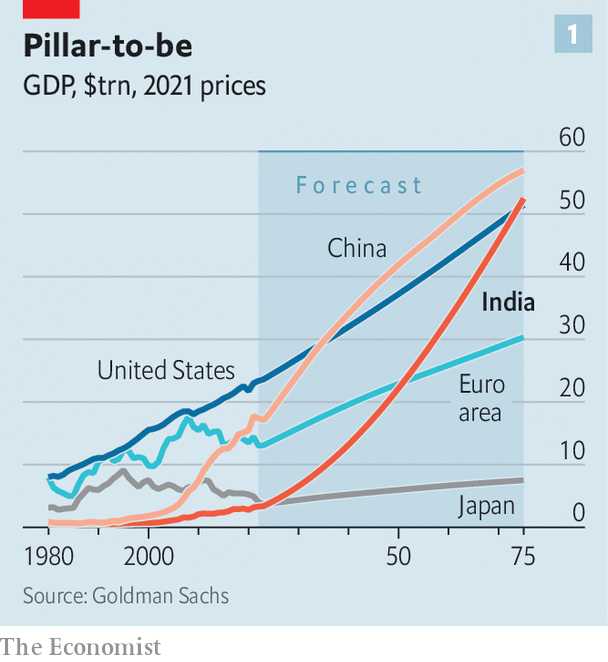 1
Pillar-to-be
GDP, $trn, 2021 prices
60
Forecast
50
China
40
India
30
United States
20
Euro
area
10
Japan
0
1980 2000 50 75
Source: Goldman Sachs
The Economist